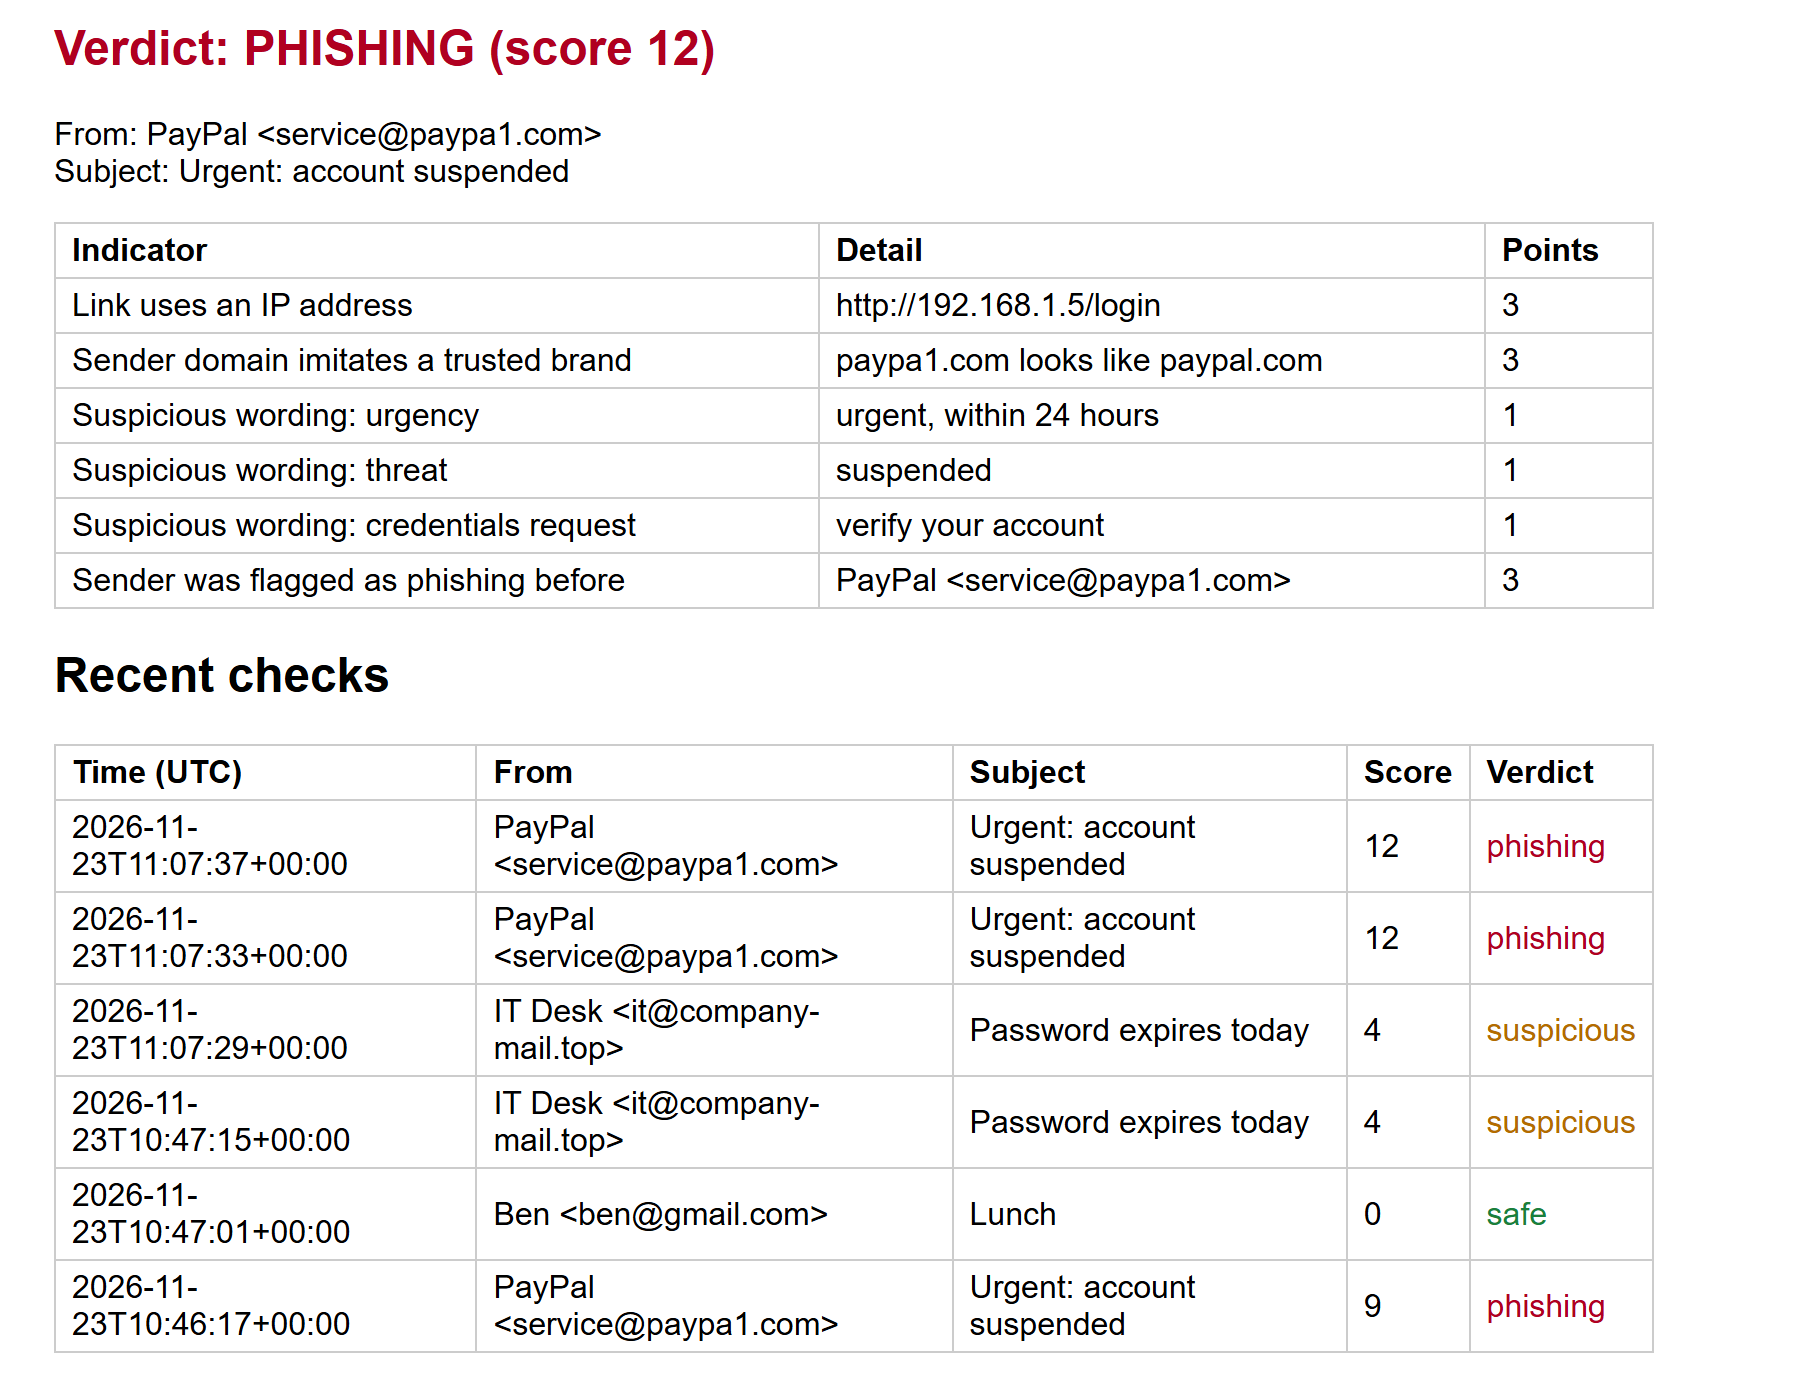 Verdict: PHISHING (score 12)
From: PayPal <service@paypa1.com>
Subject: Urgent: account suspended
Indicator Detail Points
Link uses an IP address http://192.168.1.5/login 3
Sender domain imitates a trusted brand paypa1.com looks like paypal.com 3
Suspicious wording: urgency urgent, within 24 hours 1
Suspicious wording: threat suspended 1
Suspicious wording: credentials request verify your account 1
Sender was flagged as phishing before PayPal <service@paypa1.com> 3
Recent checks
Time (UTC) From Subject Score Verdict
2026-11-
23T11:07:37+00:00
PayPal
<service@paypa1.com>
Urgent: account
suspended
12
phishing
2026-11-
23T11:07:33+00:00
PayPal
<service@paypa1.com>
Urgent: account
suspended
12
phishing
2026-11-
23T11:07:29+00:00
IT Desk <it@company-
mail.top>
Password expires today
4
suspicious
2026-11-
23T10:47:15+00:00
IT Desk <it@company-
mail.top>
Password expires today
4
suspicious
2026-11-
23T10:47:01+00:00
Ben <ben@gmail.com>
Lunch
0
safe
2026-11-
23T10:46:17+00:00
PayPal
<service@paypa1.com>
Urgent: account
suspended
9
phishing